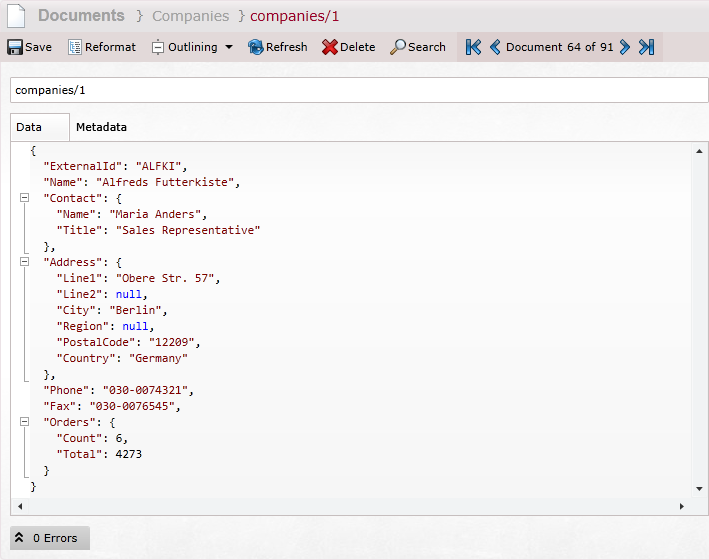 Documents } Companies } companies/1
Save Reformat Outlining Refresh Delete Search Document 64 of 91
companies/1
Data Metadata
{
"ExternalId": "ALFKI",
"Name": "Alfreds Futterkiste",
"Contact": {
"Name": "Maria Anders",
"Title": "Sales Representative"
},
"Address": {
"Line1": "Obere Str. 57",
"Line2": null,
"City": "Berlin",
"Region": null,
"PostalCode": "12209",
"Country": "Germany"
},
"Phone": "030-0074321",
"Fax": "030-0076545",
"Orders": {
"Count": 6,
"Total": 4273
}
}
0 Errors